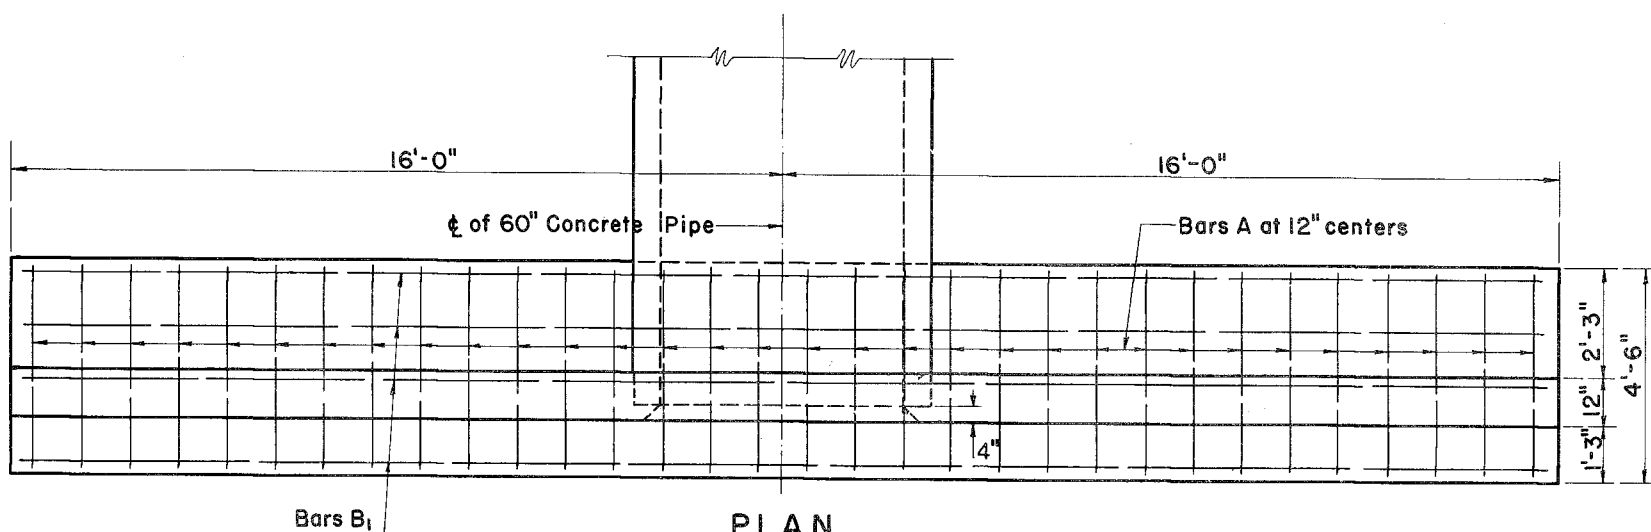 16'-0"
16'-0"
℄ of 60" Concrete Pipe
Bars A at 12" centers
2'-3"
12"
1'-3"
4'-6"
4"
Bars B₁
PLAN